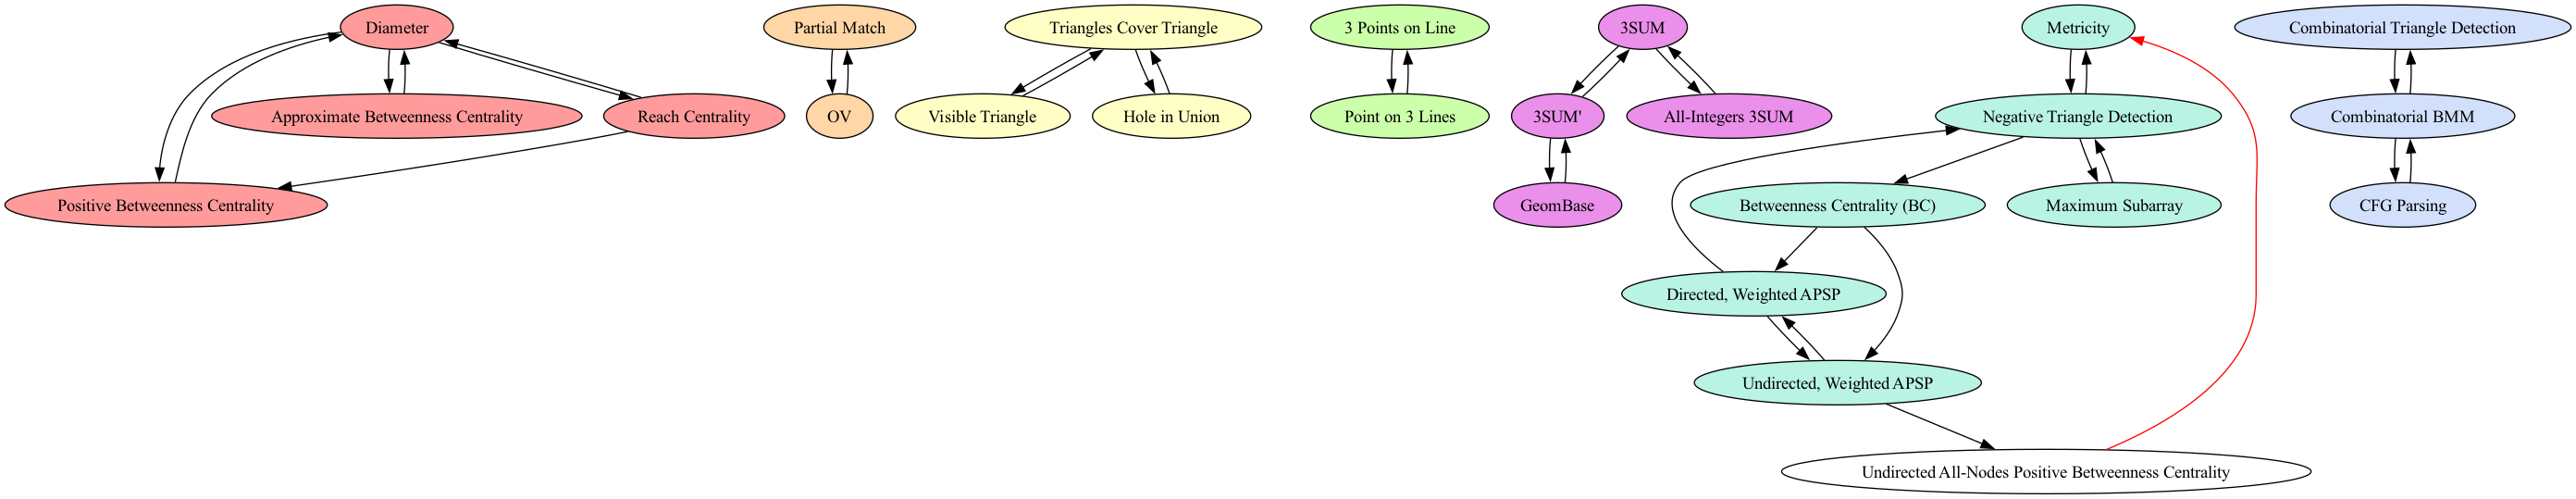 Diameter
Partial Match
Triangles Cover Triangle
3 Points on Line
3SUM
Metricity
Combinatorial Triangle Detection
Approximate Betweenness Centrality
Reach Centrality
OV
Visible Triangle
Hole in Union
Point on 3 Lines
3SUM'
All-Integers 3SUM
Negative Triangle Detection
Combinatorial BMM
Positive Betweenness Centrality
GeomBase
Betweenness Centrality (BC)
Maximum Subarray
CFG Parsing
Directed, Weighted APSP
Undirected, Weighted APSP
Undirected All-Nodes Positive Betweenness Centrality